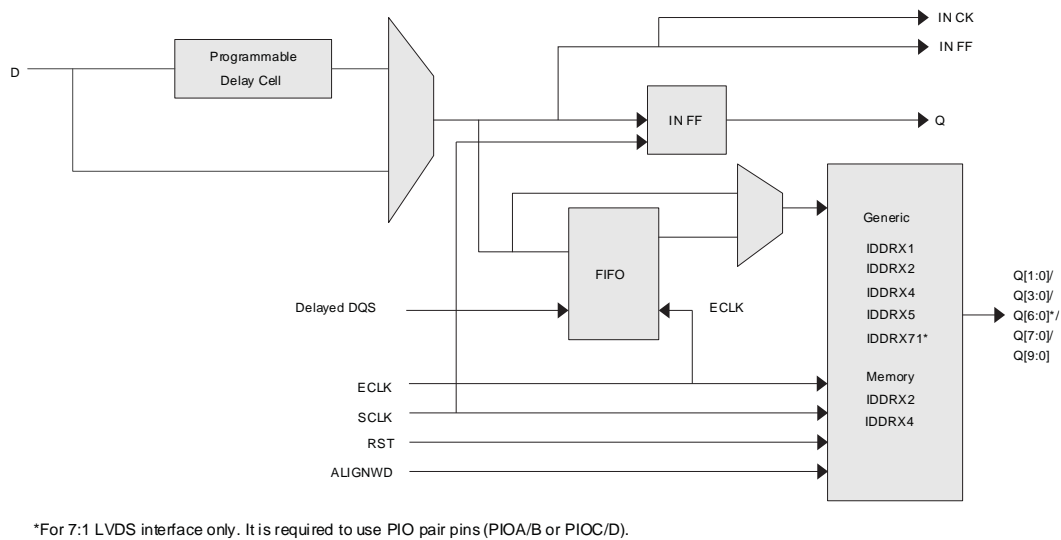 IN CK
IN FF
D
Programmable
Delay Cell
IN FF
Q
Generic
IDDRX1
IDDRX2
IDDRX4
IDDRX5
IDDRX71*
Memory
IDDRX2
IDDRX4
FIFO
Delayed DQS
ECLK
ECLK
SCLK
RST
ALIGNWD
Q[1:0]/
Q[3:0]/
Q[6:0]*/
Q[7:0]/
Q[9:0]
*For 7:1 LVDS interface only. It is required to use PIO pair pins (PIOA/B or PIOC/D).